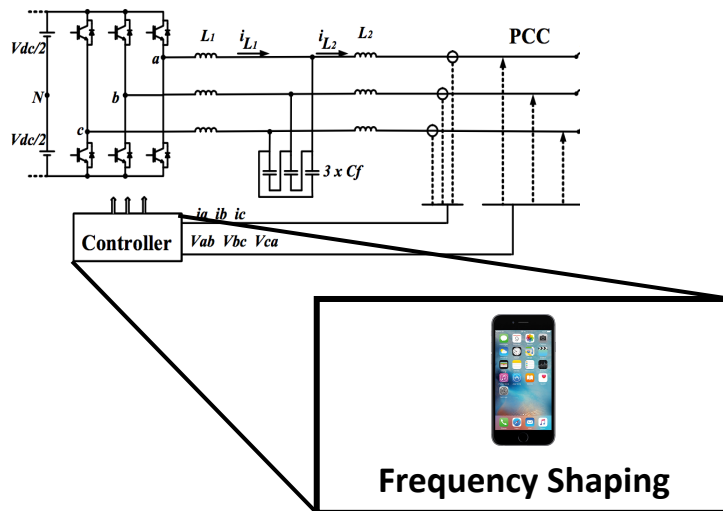 Vdc/2
N
Vdc/2
a
b
c
L1
iL1
iL2
L2
PCC
3 x Cf
Controller
ia ib ic
Vab Vbc Vca
Frequency Shaping